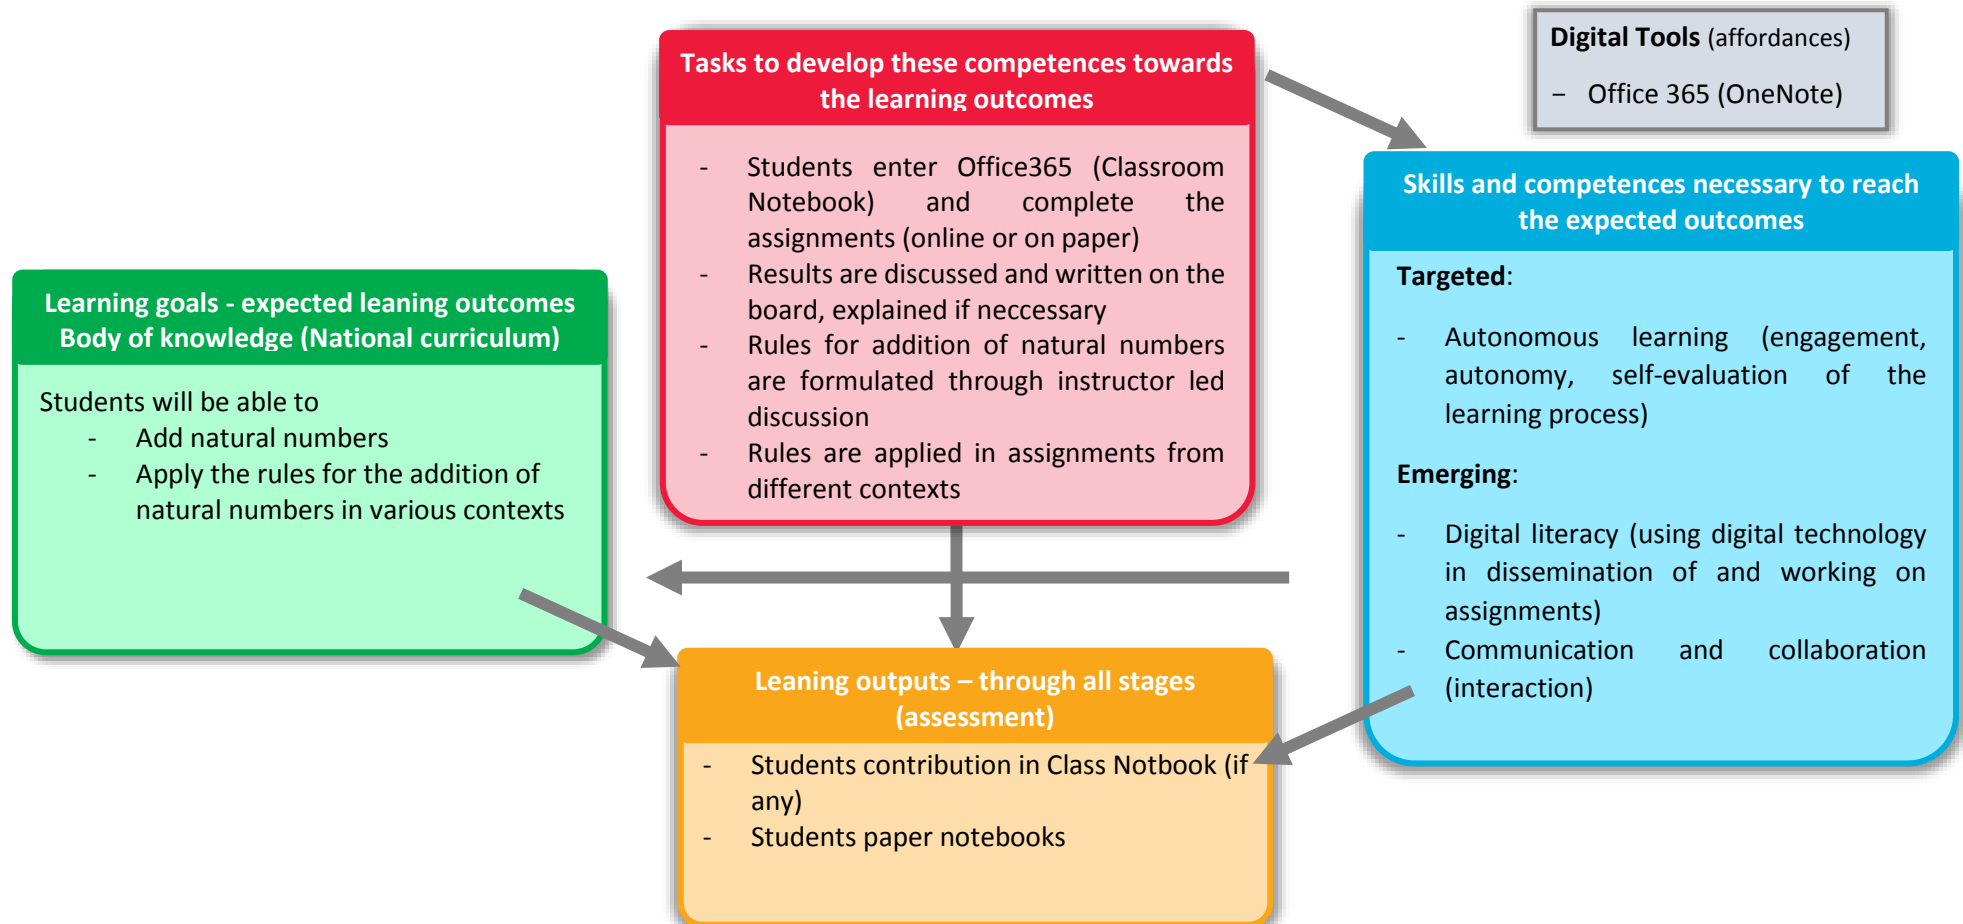 Digital Tools (affordances)
− Office 365 (OneNote)
Tasks to develop these competences towards
the learning outcomes
- Students enter Office365 (Classroom
Notebook) and complete the
assignments (online or on paper)
- Results are discussed and written on the
board, explained if neccessary
- Rules for addition of natural numbers
are formulated through instructor led
discussion
- Rules are applied in assignments from
different contexts
Skills and competences necessary to reach
the expected outcomes
Targeted:
- Autonomous learning (engagement,
autonomy, self-evaluation of the
learning process)
Emerging:
- Digital literacy (using digital technology
in dissemination of and working on
assignments)
- Communication and collaboration
(interaction)
Learning goals - expected leaning outcomes
Body of knowledge (National curriculum)
Students will be able to
- Add natural numbers
- Apply the rules for the addition of
natural numbers in various contexts
Leaning outputs – through all stages
(assessment)
- Students contribution in Class Notbook (if
any)
- Students paper notebooks